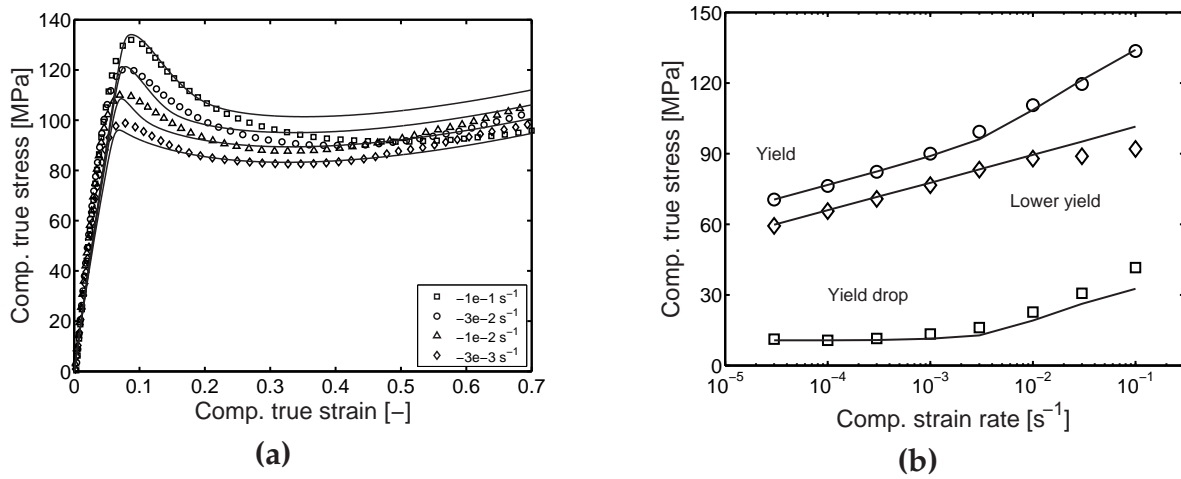 140
120
100
80
60
40
20
0
Comp. true stress [MPa]
0
0.1
0.2
0.3
0.4
0.5
0.6
0.7
Comp. true strain [−]
−1e−1 s⁻¹
−3e−2 s⁻¹
−1e−2 s⁻¹
−3e−3 s⁻¹
(a)
150
120
90
60
30
0
Comp. true stress [MPa]
Yield
Lower yield
Yield drop
10⁻⁵
10⁻⁴
10⁻³
10⁻²
10⁻¹
Comp. strain rate [s⁻¹]
(b)